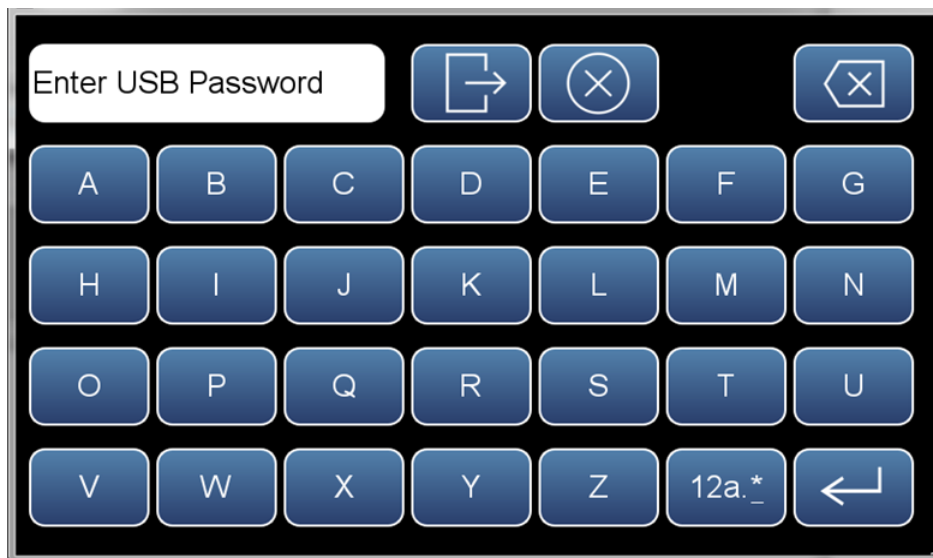 Enter USB Password
A B C D E F G
H I J K L M N
O P Q R S T U
V W X Y Z 12a.*_